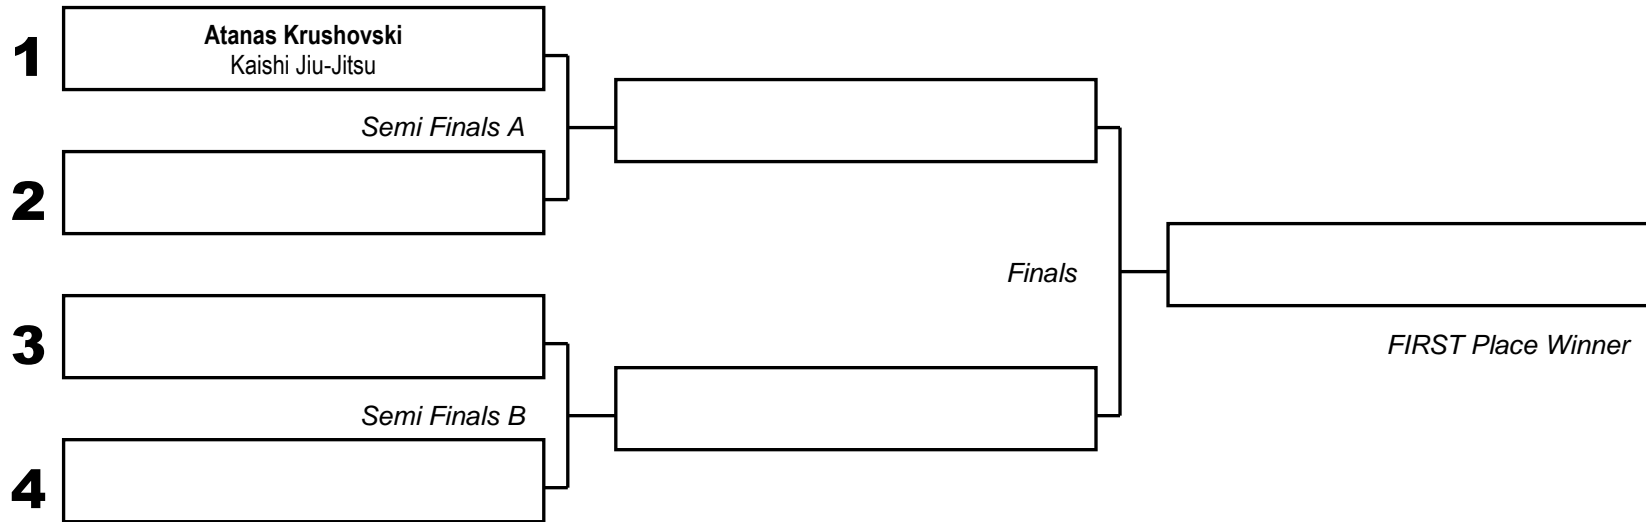 1
Atanas Krushovski
Kaishi Jiu-Jitsu
Semi Finals A
2
Finals
3
FIRST Place Winner
Semi Finals B
4